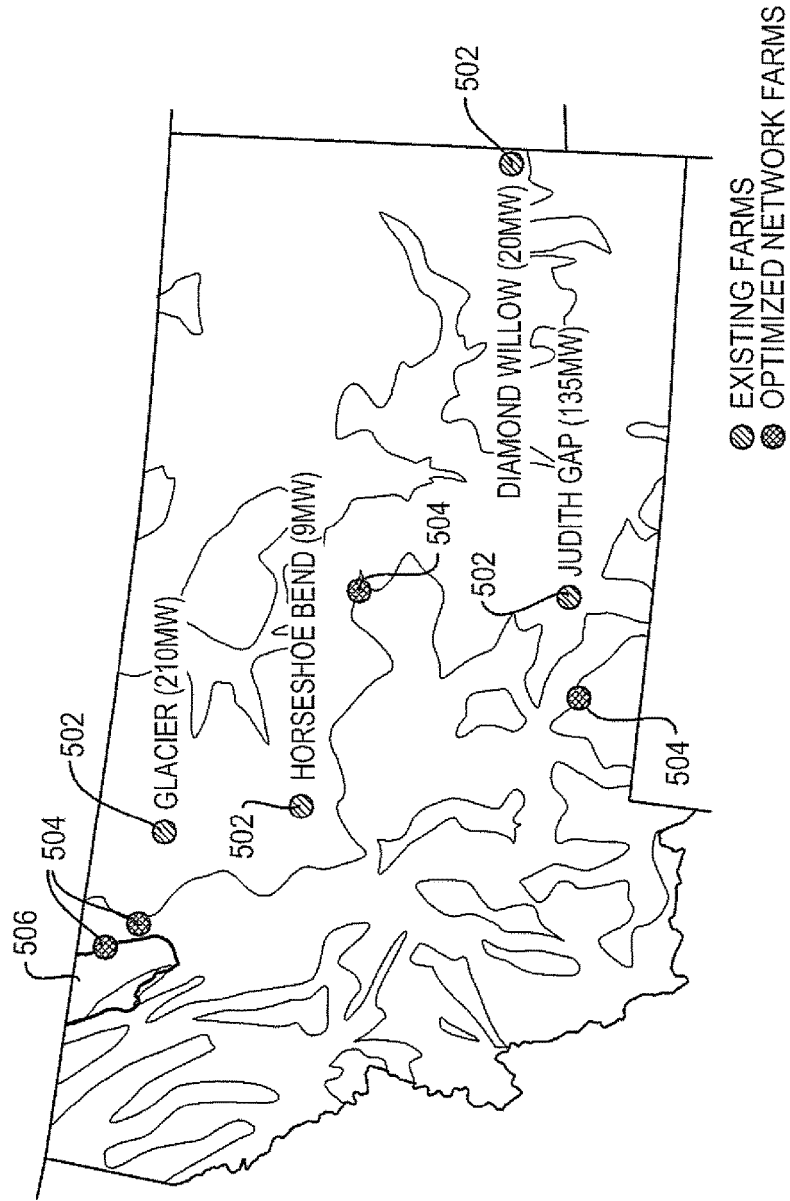 506
504
502
GLACIER (210MW)
502
HORSESHOE BEND (9MW)
504
502
JUDITH GAP (135MW)
504
502
DIAMOND WILLOW (20MW)
EXISTING FARMS
OPTIMIZED NETWORK FARMS